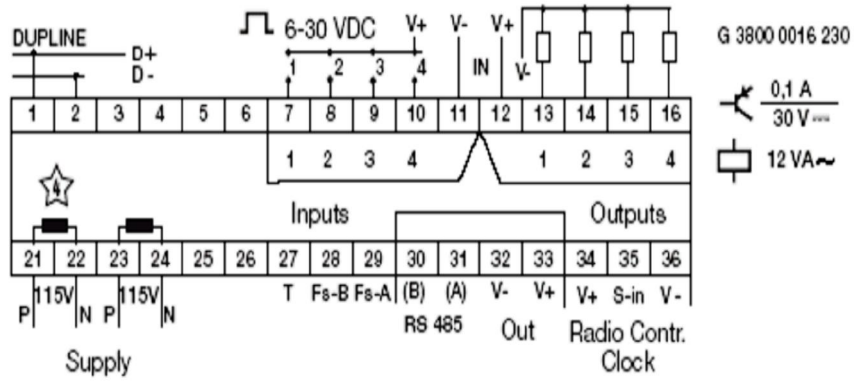 6-30 VDC V+ V- V+ G 3800 0016 230
DUPLINE
D+
D-
1 2 3 4 IN V-
0,1 A
30 V
1 2 3 4 5 6 7 8 9 10 11 12 13 14 15 16
1 2 3 4 1 2 3 4
12 VA~
4
Inputs Outputs
21 22 23 24 25 26 27 28 29 30 31 32 33 34 35 36
P 115V N P 115V N T Fs-B Fs-A (B) (A) V- V+ V+ S-in V-
RS 485 Out Radio Contr.
Clock
Supply